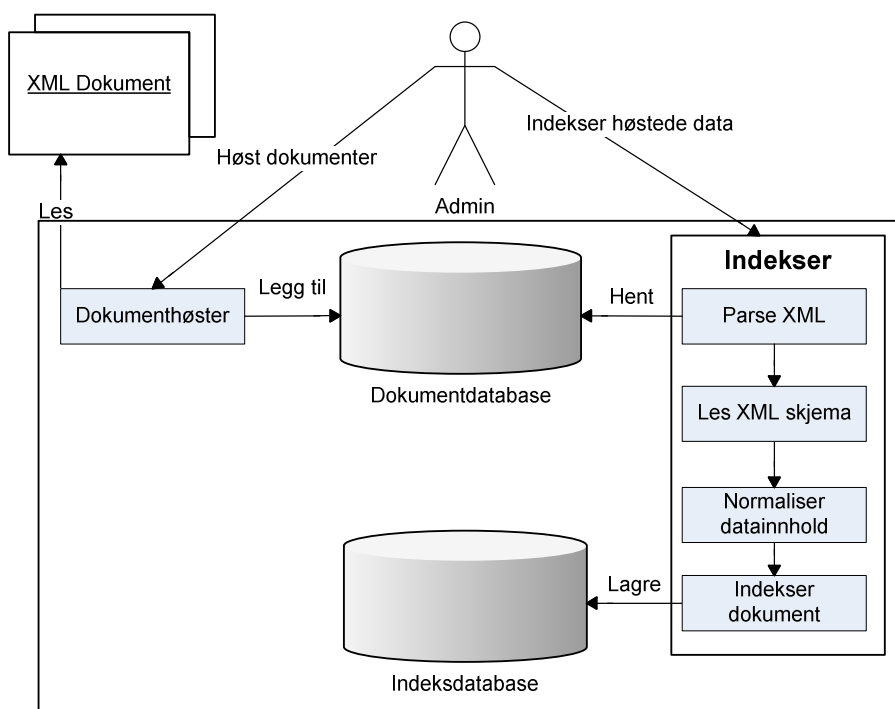 XML Dokument
Indekser høstede data
Høst dokumenter
Les
Admin
Indekser
Legg til
Hent
Dokumenthøster
Parse XML
Dokumentdatabase
Les XML skjema
Normaliser
datainnhold
Lagre
Indekser
dokument
Indeksdatabase